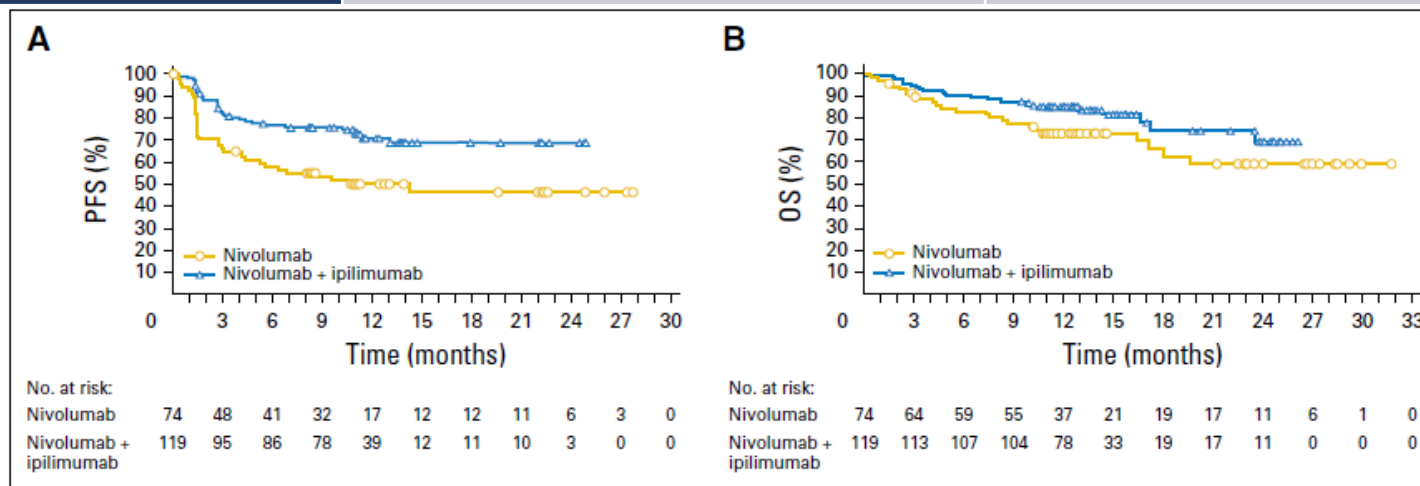 A
PFS (%)
100
90
80
70
60
50
40
30
20
10
Nivolumab
Nivolumab + ipilimumab
0 3 6 9 12 15 18 21 24 27 30
Time (months)
No. at risk:
Nivolumab 74 48 41 32 17 12 12 11 6 3 0
Nivolumab + 119 95 86 78 39 12 11 10 3 0 0
ipilimumab
B
OS (%)
100
90
80
70
60
50
40
30
20
10
Nivolumab
Nivolumab + ipilimumab
0 3 6 9 12 15 18 21 24 27 30 33
Time (months)
No. at risk:
Nivolumab 74 64 59 55 37 21 19 17 11 6 1 0
Nivolumab + 119 113 107 104 78 33 19 17 11 0 0 0
ipilimumab